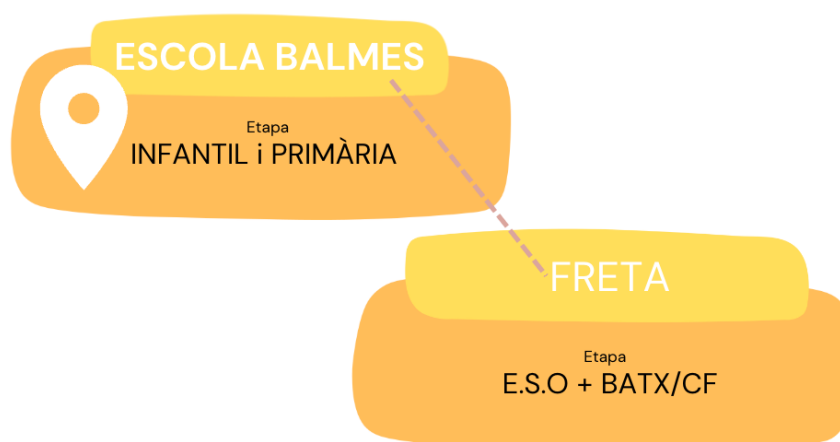 ESCOLA BALMES
Etapa
INFANTIL i PRIMÀRIA
FRETA
Etapa
E.S.O + BATX/CF